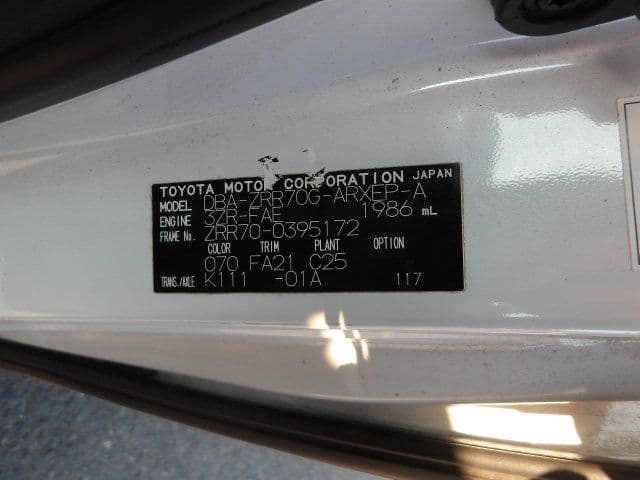 TOYOTA MOTOR CORPORATION JAPAN
MODEL DBA-ZRR70G-ARXEP-A
ENGINE 3ZR-FAE 1986 mL
FRAME No. ZRR70-0395172
COLOR TRIM PLANT OPTION
070 FA21 C25
TRANS./AXLE K111 -01A 117